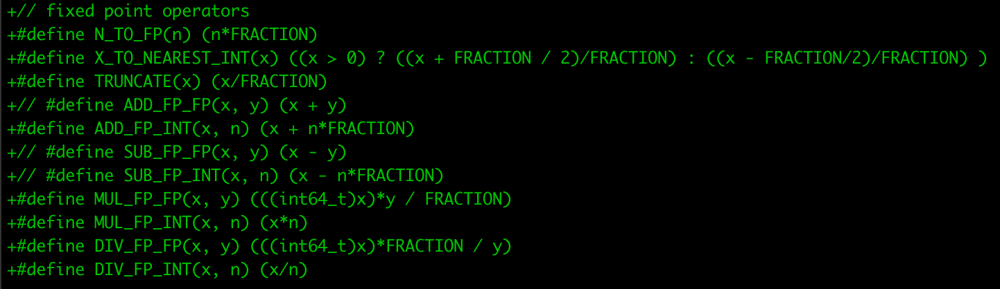 +// fixed point operators
+#define N_TO_FP(n) (n*FRACTION)
+#define X_TO_NEAREST_INT(x) ((x > 0) ? ((x + FRACTION / 2)/FRACTION) : ((x - FRACTION/2)/FRACTION) )
+#define TRUNCATE(x) (x/FRACTION)
+// #define ADD_FP_FP(x, y) (x + y)
+#define ADD_FP_INT(x, n) (x + n*FRACTION)
+// #define SUB_FP_FP(x, y) (x - y)
+// #define SUB_FP_INT(x, n) (x - n*FRACTION)
+#define MUL_FP_FP(x, y) (((int64_t)x)*y / FRACTION)
+#define MUL_FP_INT(x, n) (x*n)
+#define DIV_FP_FP(x, y) (((int64_t)x)*FRACTION / y)
+#define DIV_FP_INT(x, n) (x/n)